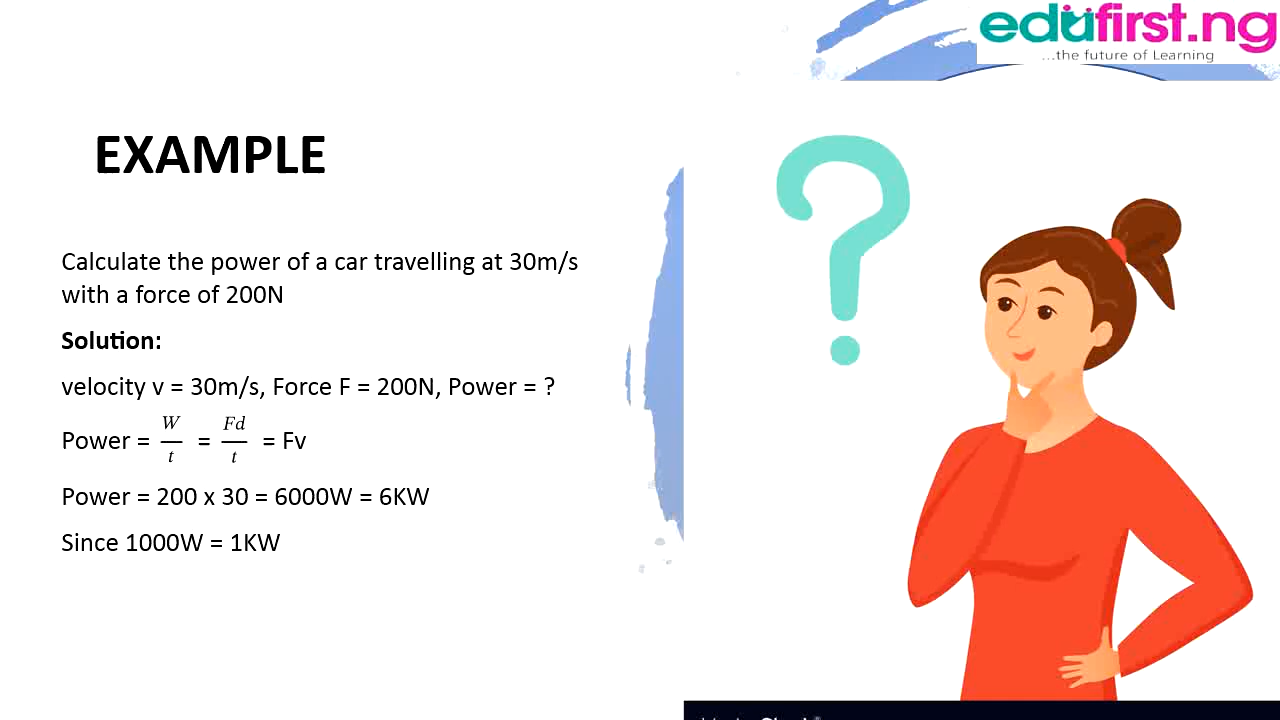 edufirst.ng
...the future of Learning
EXAMPLE
Calculate the power of a car travelling at 30m/s
with a force of 200N
Solution:
velocity v = 30m/s, Force F = 200N, Power = ?
Power = W/t = Fd/t = Fv
Power = 200 x 30 = 6000W = 6KW
Since 1000W = 1KW